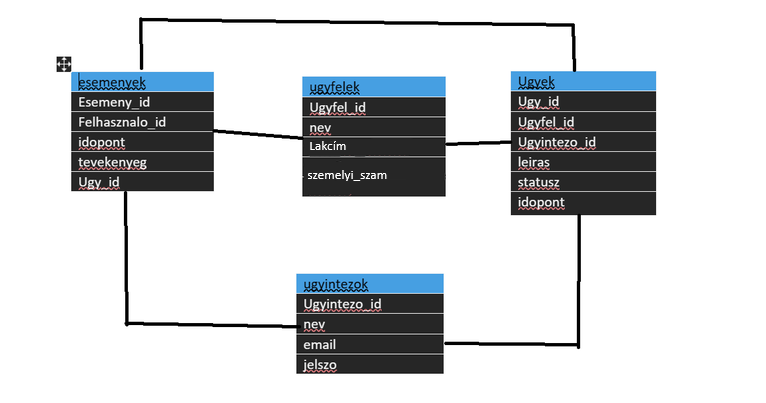 esemenyek
Esemeny_id
Felhasznalo_id
idopont
tevekenyeg
Ugy_id
ugyfelek
Ugyfel_id
nev
Lakcím
szemelyi_szam
Ugyek
Ugy_id
Ugyfel_id
Ugyintezo_id
leiras
statusz
idopont
ugyintezok
Ugyintezo_id
nev
email
jelszo